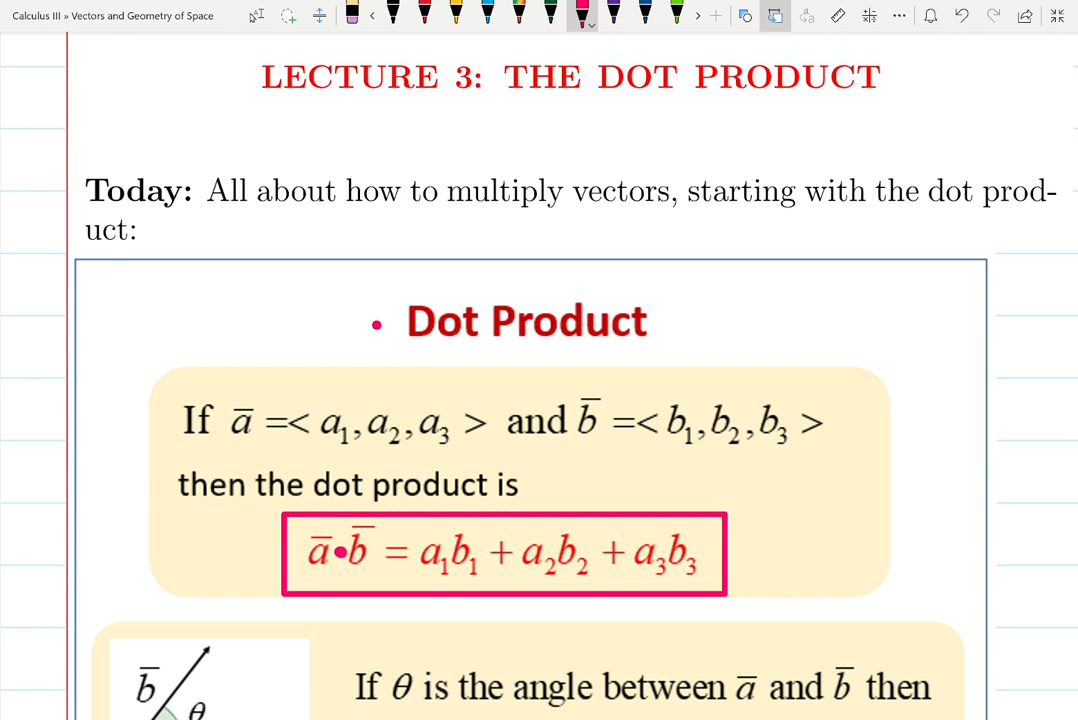 Calculus III » Vectors and Geometry of Space
LECTURE 3: THE DOT PRODUCT
Today: All about how to multiply vectors, starting with the dot prod-
uct:
Dot Product
If a̅ =< a₁, a₂, a₃ > and b̅ =< b₁, b₂, b₃ >
then the dot product is
a̅•b̅ = a₁b₁ + a₂b₂ + a₃b₃
b̅
θ
If θ is the angle between a̅ and b̅ then